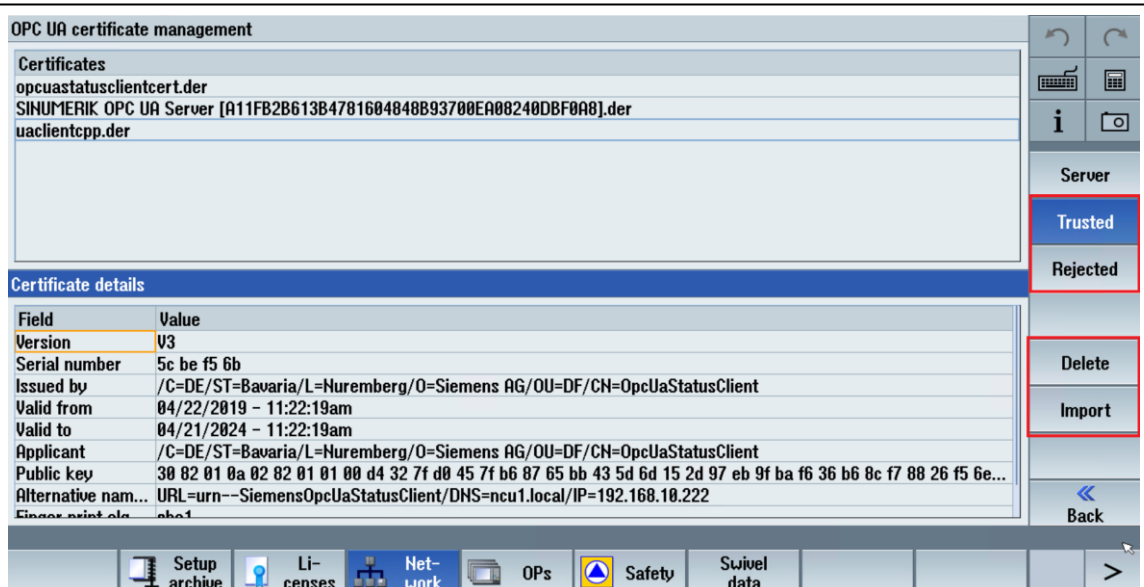 OPC UA certificate management
Certificates
opcuastatusclientcert.der
SINUMERIK OPC UA Server [A11FB2B613B4781604848B93700EA08240DBF0A8].der
uaclientcpp.der
i
Server
Trusted
Rejected
Certificate details
Field Value
Version V3
Serial number 5c be f5 6b
Issued by /C=DE/ST=Bavaria/L=Nuremberg/O=Siemens AG/OU=DF/CN=OpcUaStatusClient
Valid from 04/22/2019 - 11:22:19am
Valid to 04/21/2024 - 11:22:19am
Applicant /C=DE/ST=Bavaria/L=Nuremberg/O=Siemens AG/OU=DF/CN=OpcUaStatusClient
Public key 30 82 01 0a 02 82 01 01 00 d4 32 7f d0 45 7f b6 87 65 bb 43 5d 6d 15 2d 97 eb 9f ba f6 36 b6 8c f7 88 26 f5 6e...
Alternative nam... URL=urn--SiemensOpcUaStatusClient/DNS=ncu1.local/IP=192.168.10.222
Delete
Import
Back
Setup
archive
Li-
censes
Net-
work
OPs
Safety
Swivel
data
>